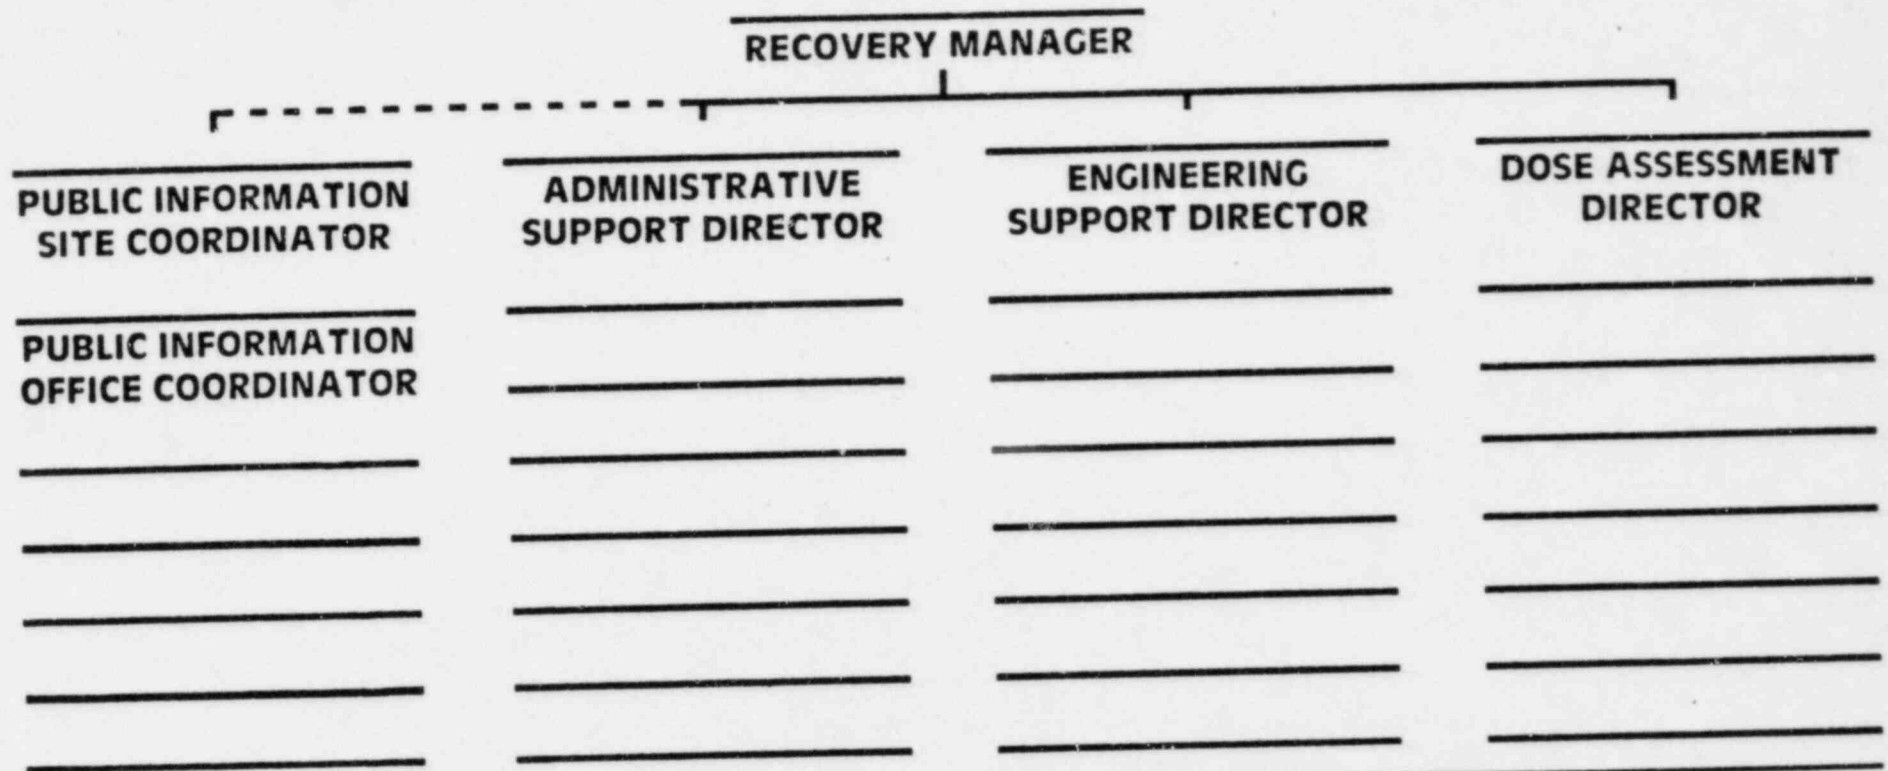 RECOVERY MANAGER
PUBLIC INFORMATION
SITE COORDINATOR
ADMINISTRATIVE
SUPPORT DIRECTOR
ENGINEERING
SUPPORT DIRECTOR
DOSE ASSESSMENT
DIRECTOR
PUBLIC INFORMATION
OFFICE COORDINATOR